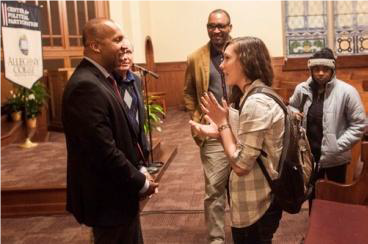 CENTER for
POLITICAL
PARTICIPATION
ALLEGHENY
COLLEGE